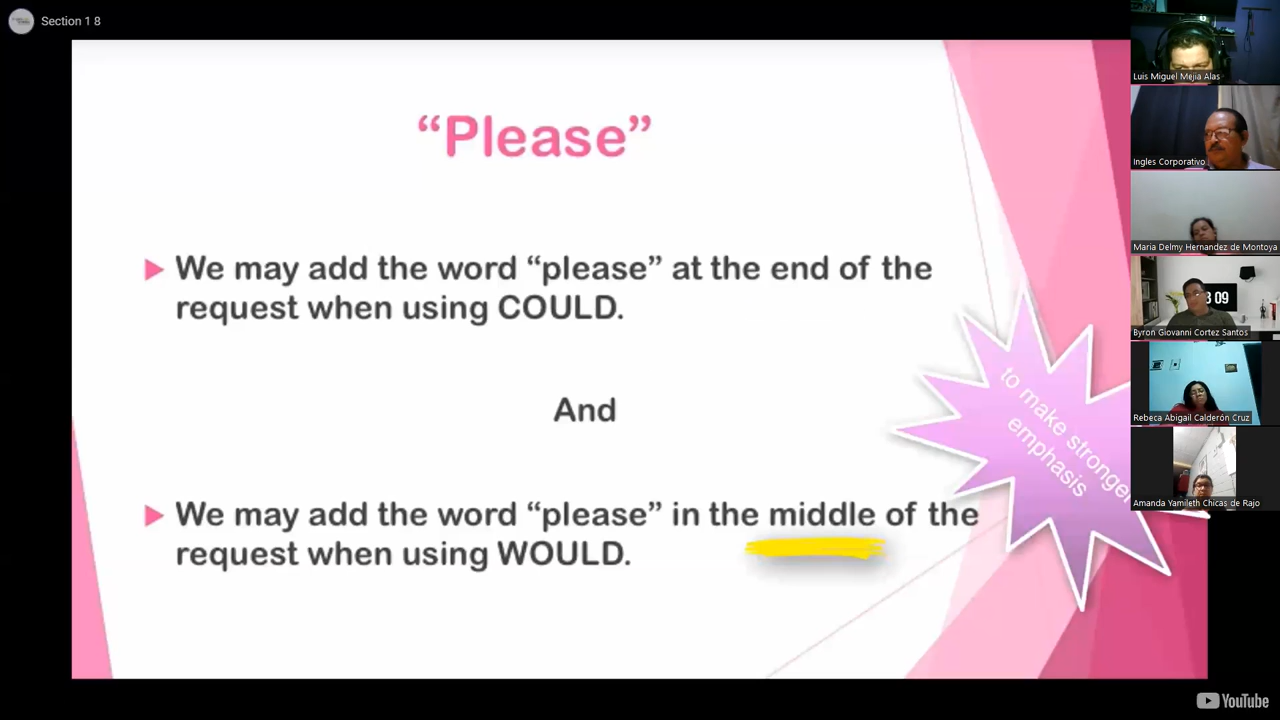 Section 1 8
“Please”
We may add the word “please” at the end of the
request when using COULD.
And
We may add the word “please” in the middle of the
request when using WOULD.
to make stronger
emphasis
Luis Miguel Mejia Alas
Ingles Corporativo
Maria Delmy Hernandez de Montoya
09
Byron Giovanni Cortez Santos
Rebeca Abigail Calderón Cruz
Amanda Yamileth Chicas de Rajo
YouTube